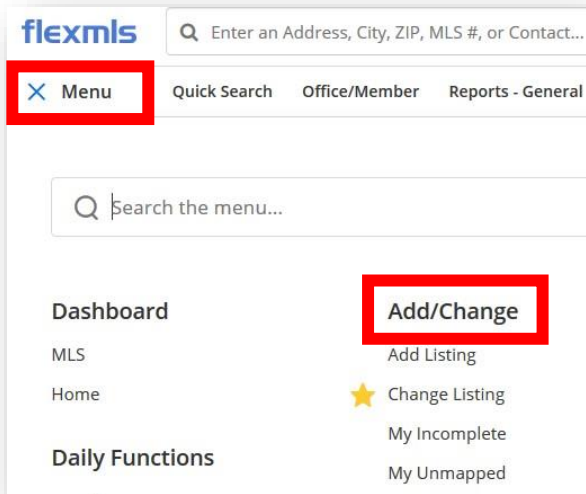 flexmls Enter an Address, City, ZIP, MLS #, or Contact...
Menu Quick Search Office/Member Reports - General
Search the menu...
Dashboard
MLS
Home
Daily Functions
Add/Change
Add Listing
Change Listing
My Incomplete
My Unmapped